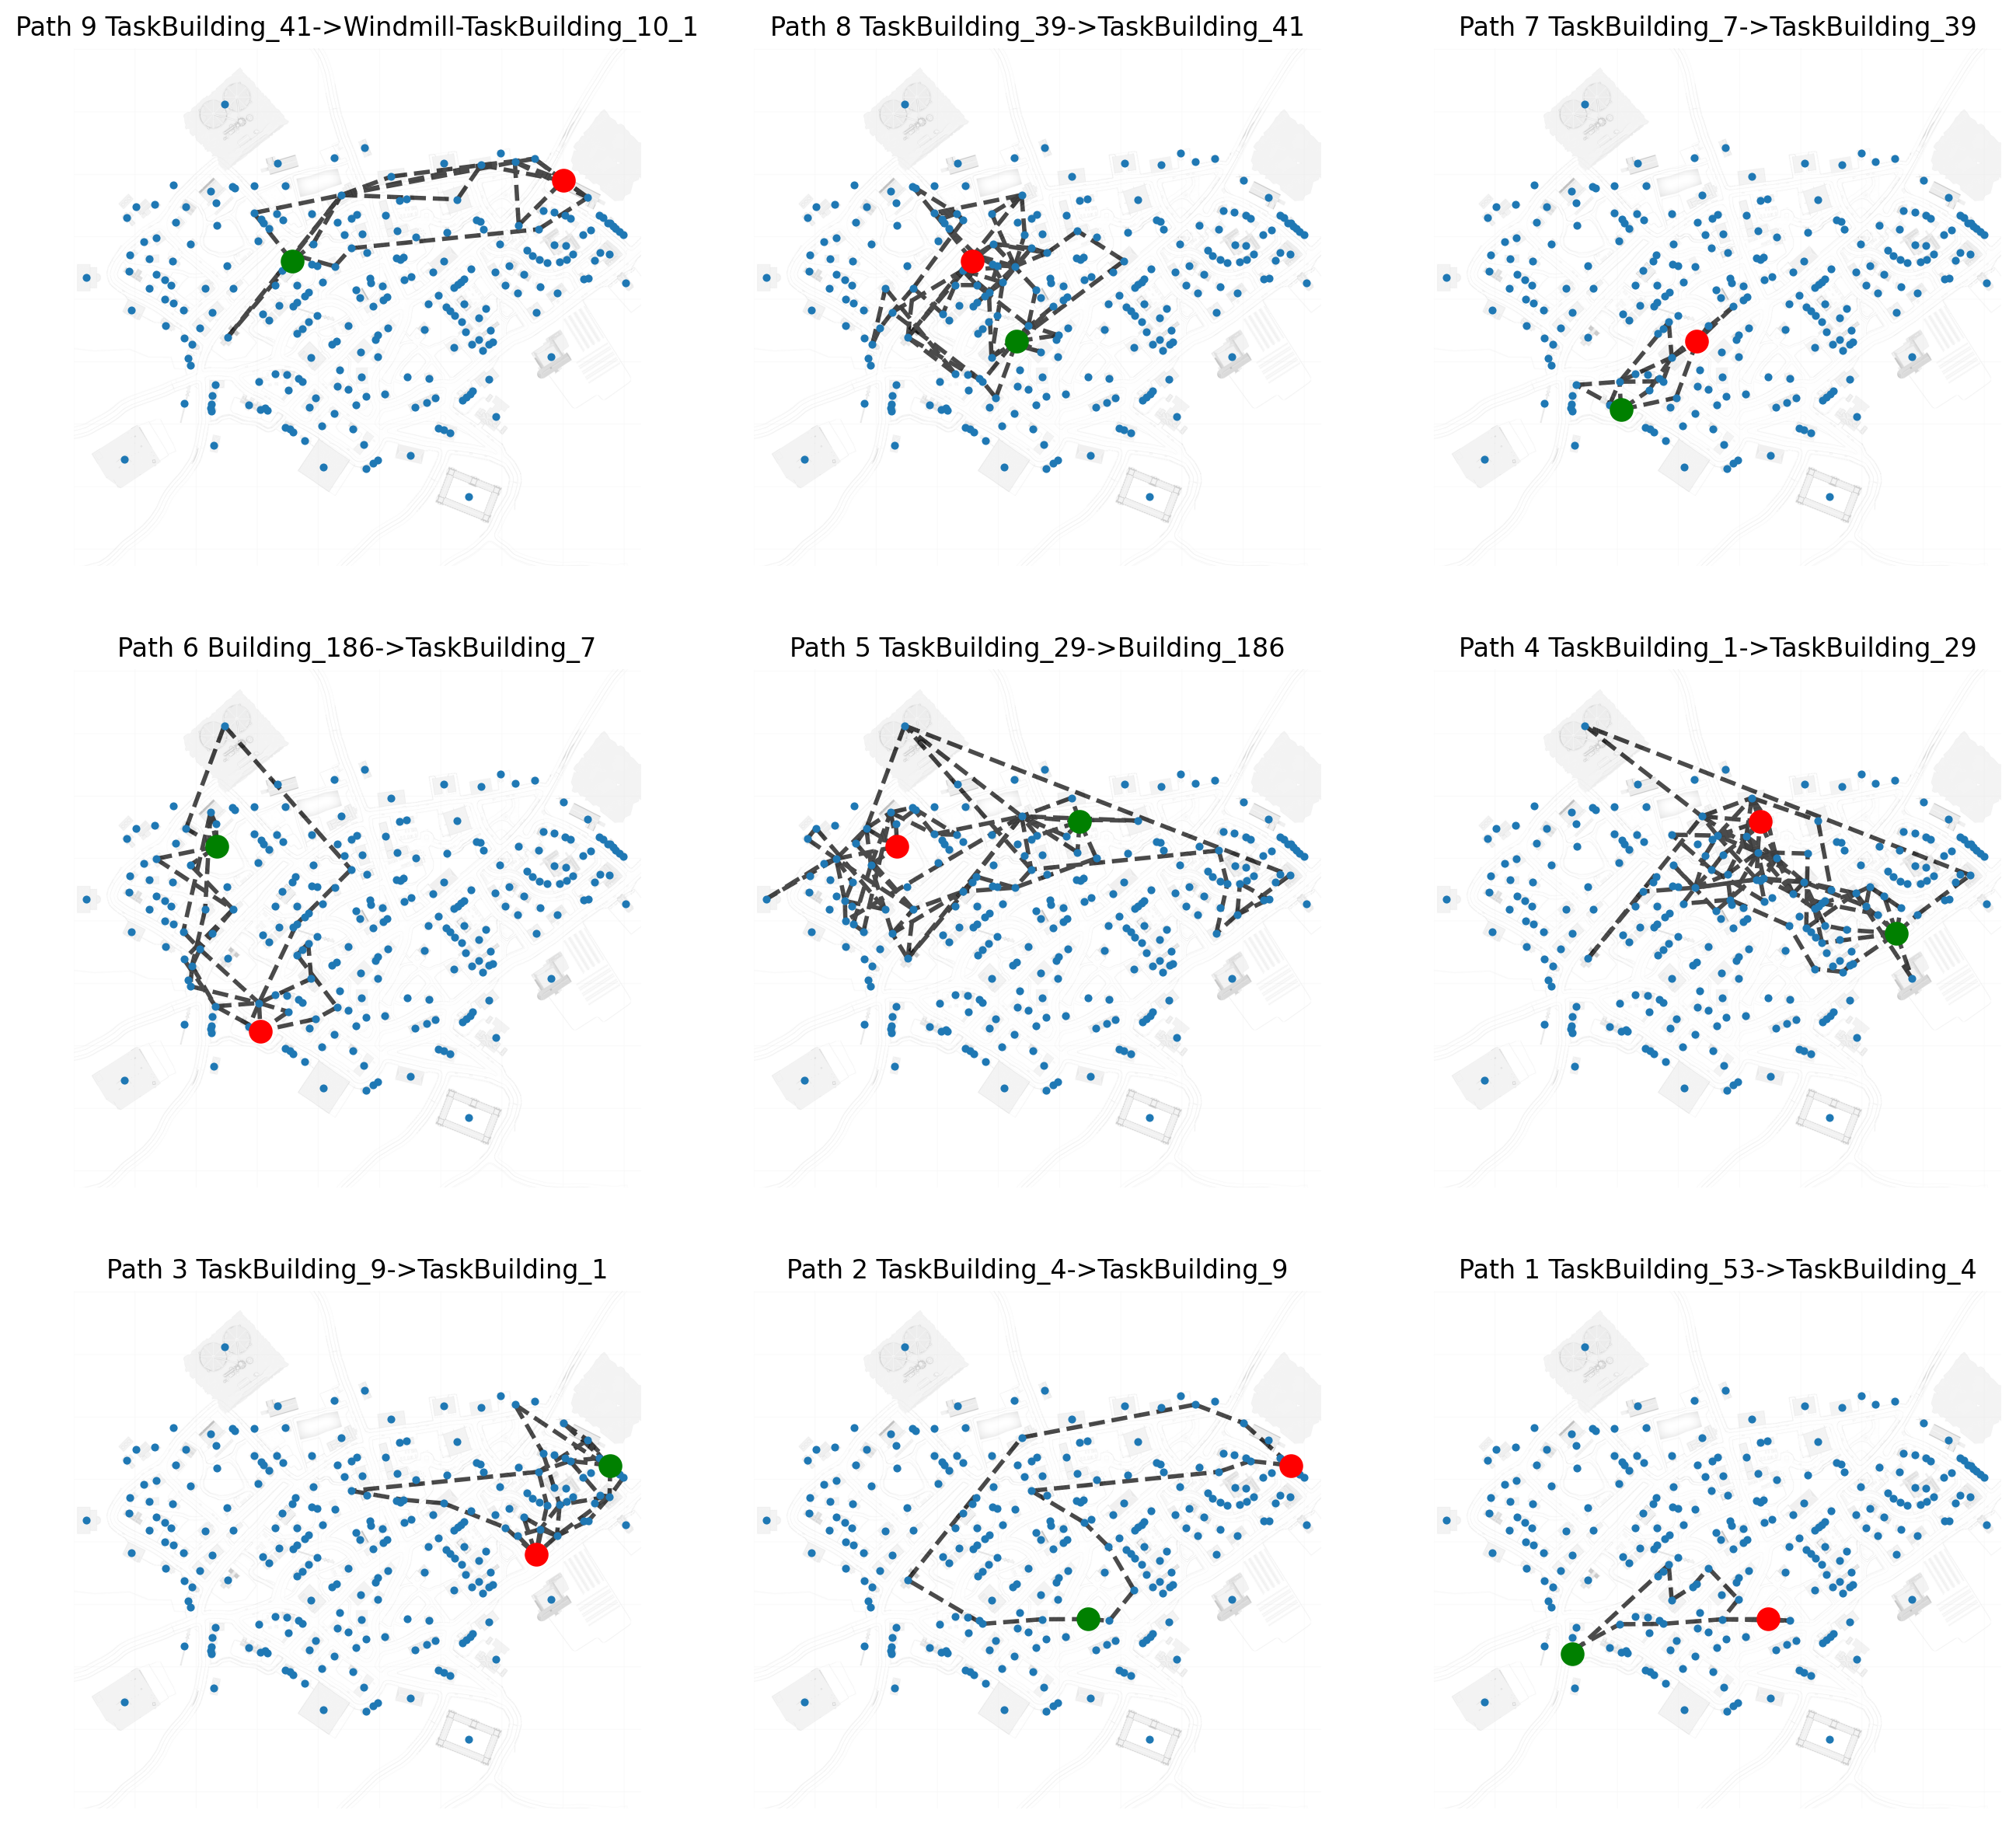 Path 9 TaskBuilding_41->Windmill-TaskBuilding_10_1
Path 8 TaskBuilding_39->TaskBuilding_41
Path 7 TaskBuilding_7->TaskBuilding_39
Path 6 Building_186->TaskBuilding_7
Path 5 TaskBuilding_29->Building_186
Path 4 TaskBuilding_1->TaskBuilding_29
Path 3 TaskBuilding_9->TaskBuilding_1
Path 2 TaskBuilding_4->TaskBuilding_9
Path 1 TaskBuilding_53->TaskBuilding_4